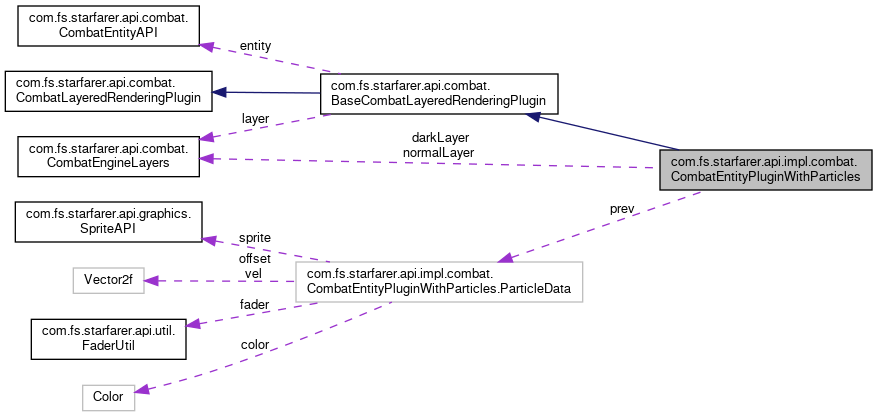 com.fs.starfarer.api.combat.
CombatEntityAPI
entity
com.fs.starfarer.api.combat.
CombatLayeredRenderingPlugin
com.fs.starfarer.api.combat.
BaseCombatLayeredRenderingPlugin
layer
com.fs.starfarer.api.combat.
CombatEngineLayers
darkLayer
normalLayer
com.fs.starfarer.api.impl.combat.
CombatEntityPluginWithParticles
prev
com.fs.starfarer.api.graphics.
SpriteAPI
sprite
offset
vel
Vector2f
com.fs.starfarer.api.impl.combat.
CombatEntityPluginWithParticles.ParticleData
fader
com.fs.starfarer.api.util.
FaderUtil
color
Color